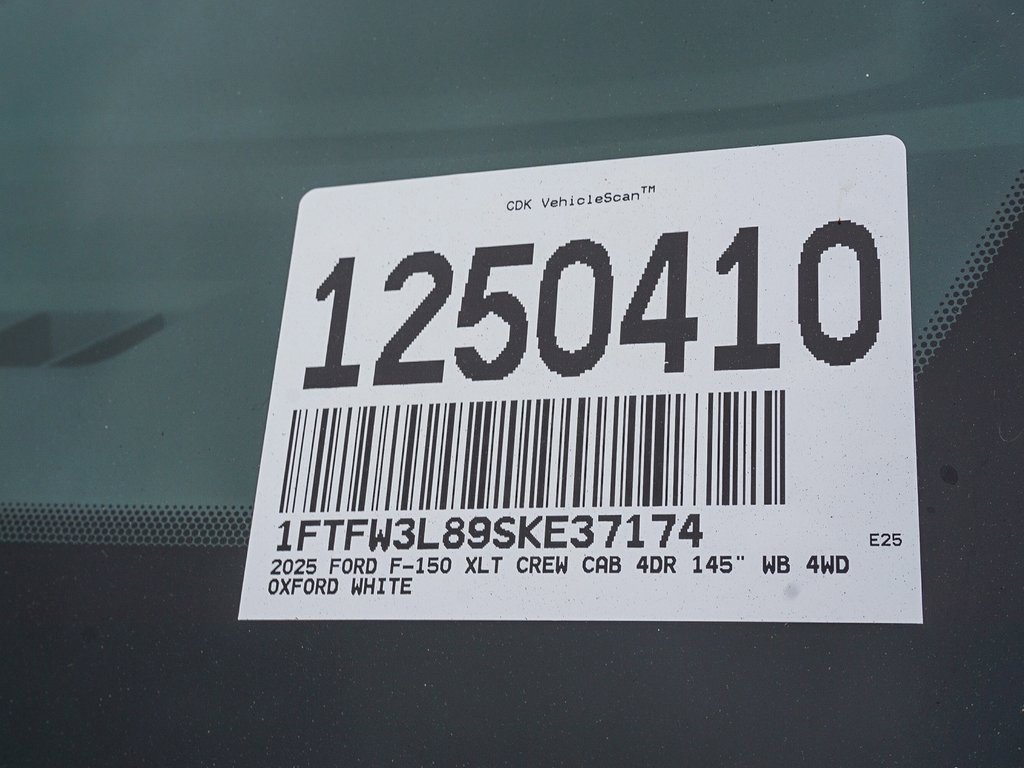 CDK VehicleScan™
1250410
1FTFW3L89SKE37174
E25
2025 FORD F-150 XLT CREW CAB 4DR 145" WB 4WD
OXFORD WHITE